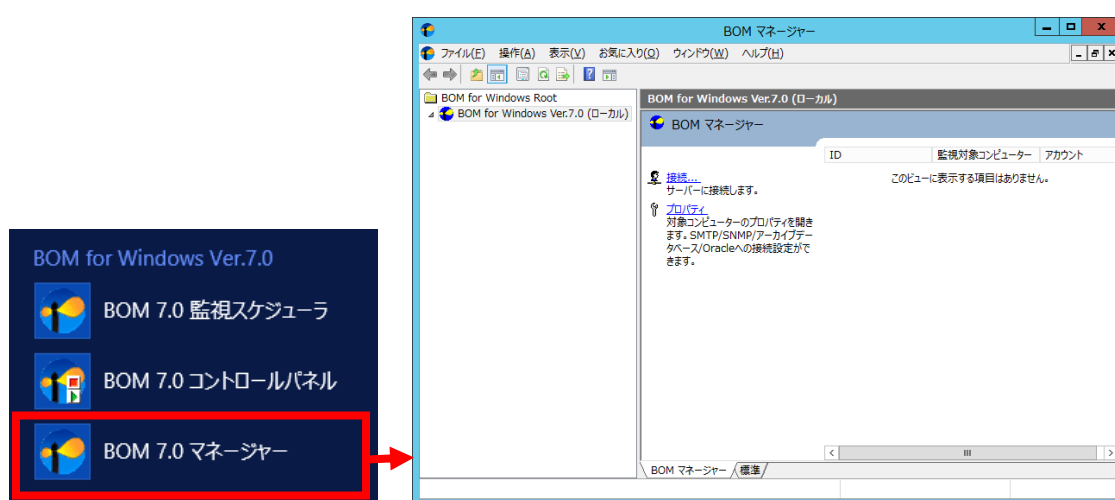 BOM for Windows Ver.7.0
BOM 7.0 監視スケジューラ
BOM 7.0 コントロールパネル
BOM 7.0 マネージャー
BOM マネージャー
ファイル(F) 操作(A) 表示(V) お気に入り(O) ウィンドウ(W) ヘルプ(H)
BOM for Windows Root
BOM for Windows Ver.7.0 (ローカル)
BOM for Windows Ver.7.0 (ローカル)
BOM マネージャー
ID 監視対象コンピューター アカウント
このビューに表示する項目はありません。
接続...
サーバーに接続します。
プロパティ
対象コンピューターのプロパティを開き
ます。SMTP/SNMP/アーカイブデー
タベース/Oracleへの接続設定がで
きます。
BOM マネージャー 標準